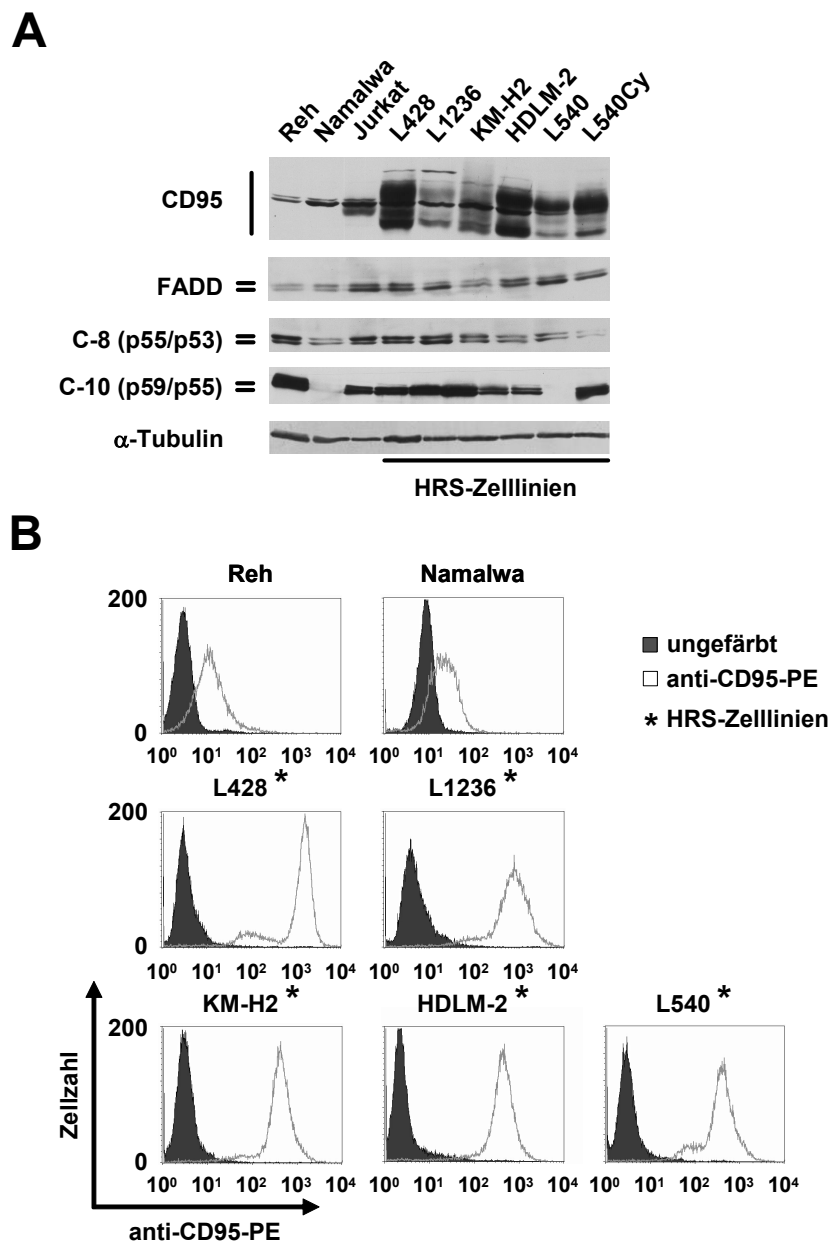 A
Reh Namalwa Jurkat L428 L1236 KM-H2 HDLM-2 L540 L540Cy
CD95
FADD =
C-8 (p55/p53) =
C-10 (p59/p55) =
α-Tubulin
HRS-Zelllinien
B
Reh Namalwa
200
0
10⁰ 10¹ 10² 10³ 10⁴ 10⁰ 10¹ 10² 10³ 10⁴
ungefärbt
anti-CD95-PE
* HRS-Zelllinien
L428 * L1236 *
200
0
10⁰ 10¹ 10² 10³ 10⁴ 10⁰ 10¹ 10² 10³ 10⁴
KM-H2 * HDLM-2 * L540 *
200
0
10⁰ 10¹ 10² 10³ 10⁴ 10⁰ 10¹ 10² 10³ 10⁴ 10⁰ 10¹ 10² 10³ 10⁴
Zellzahl
anti-CD95-PE